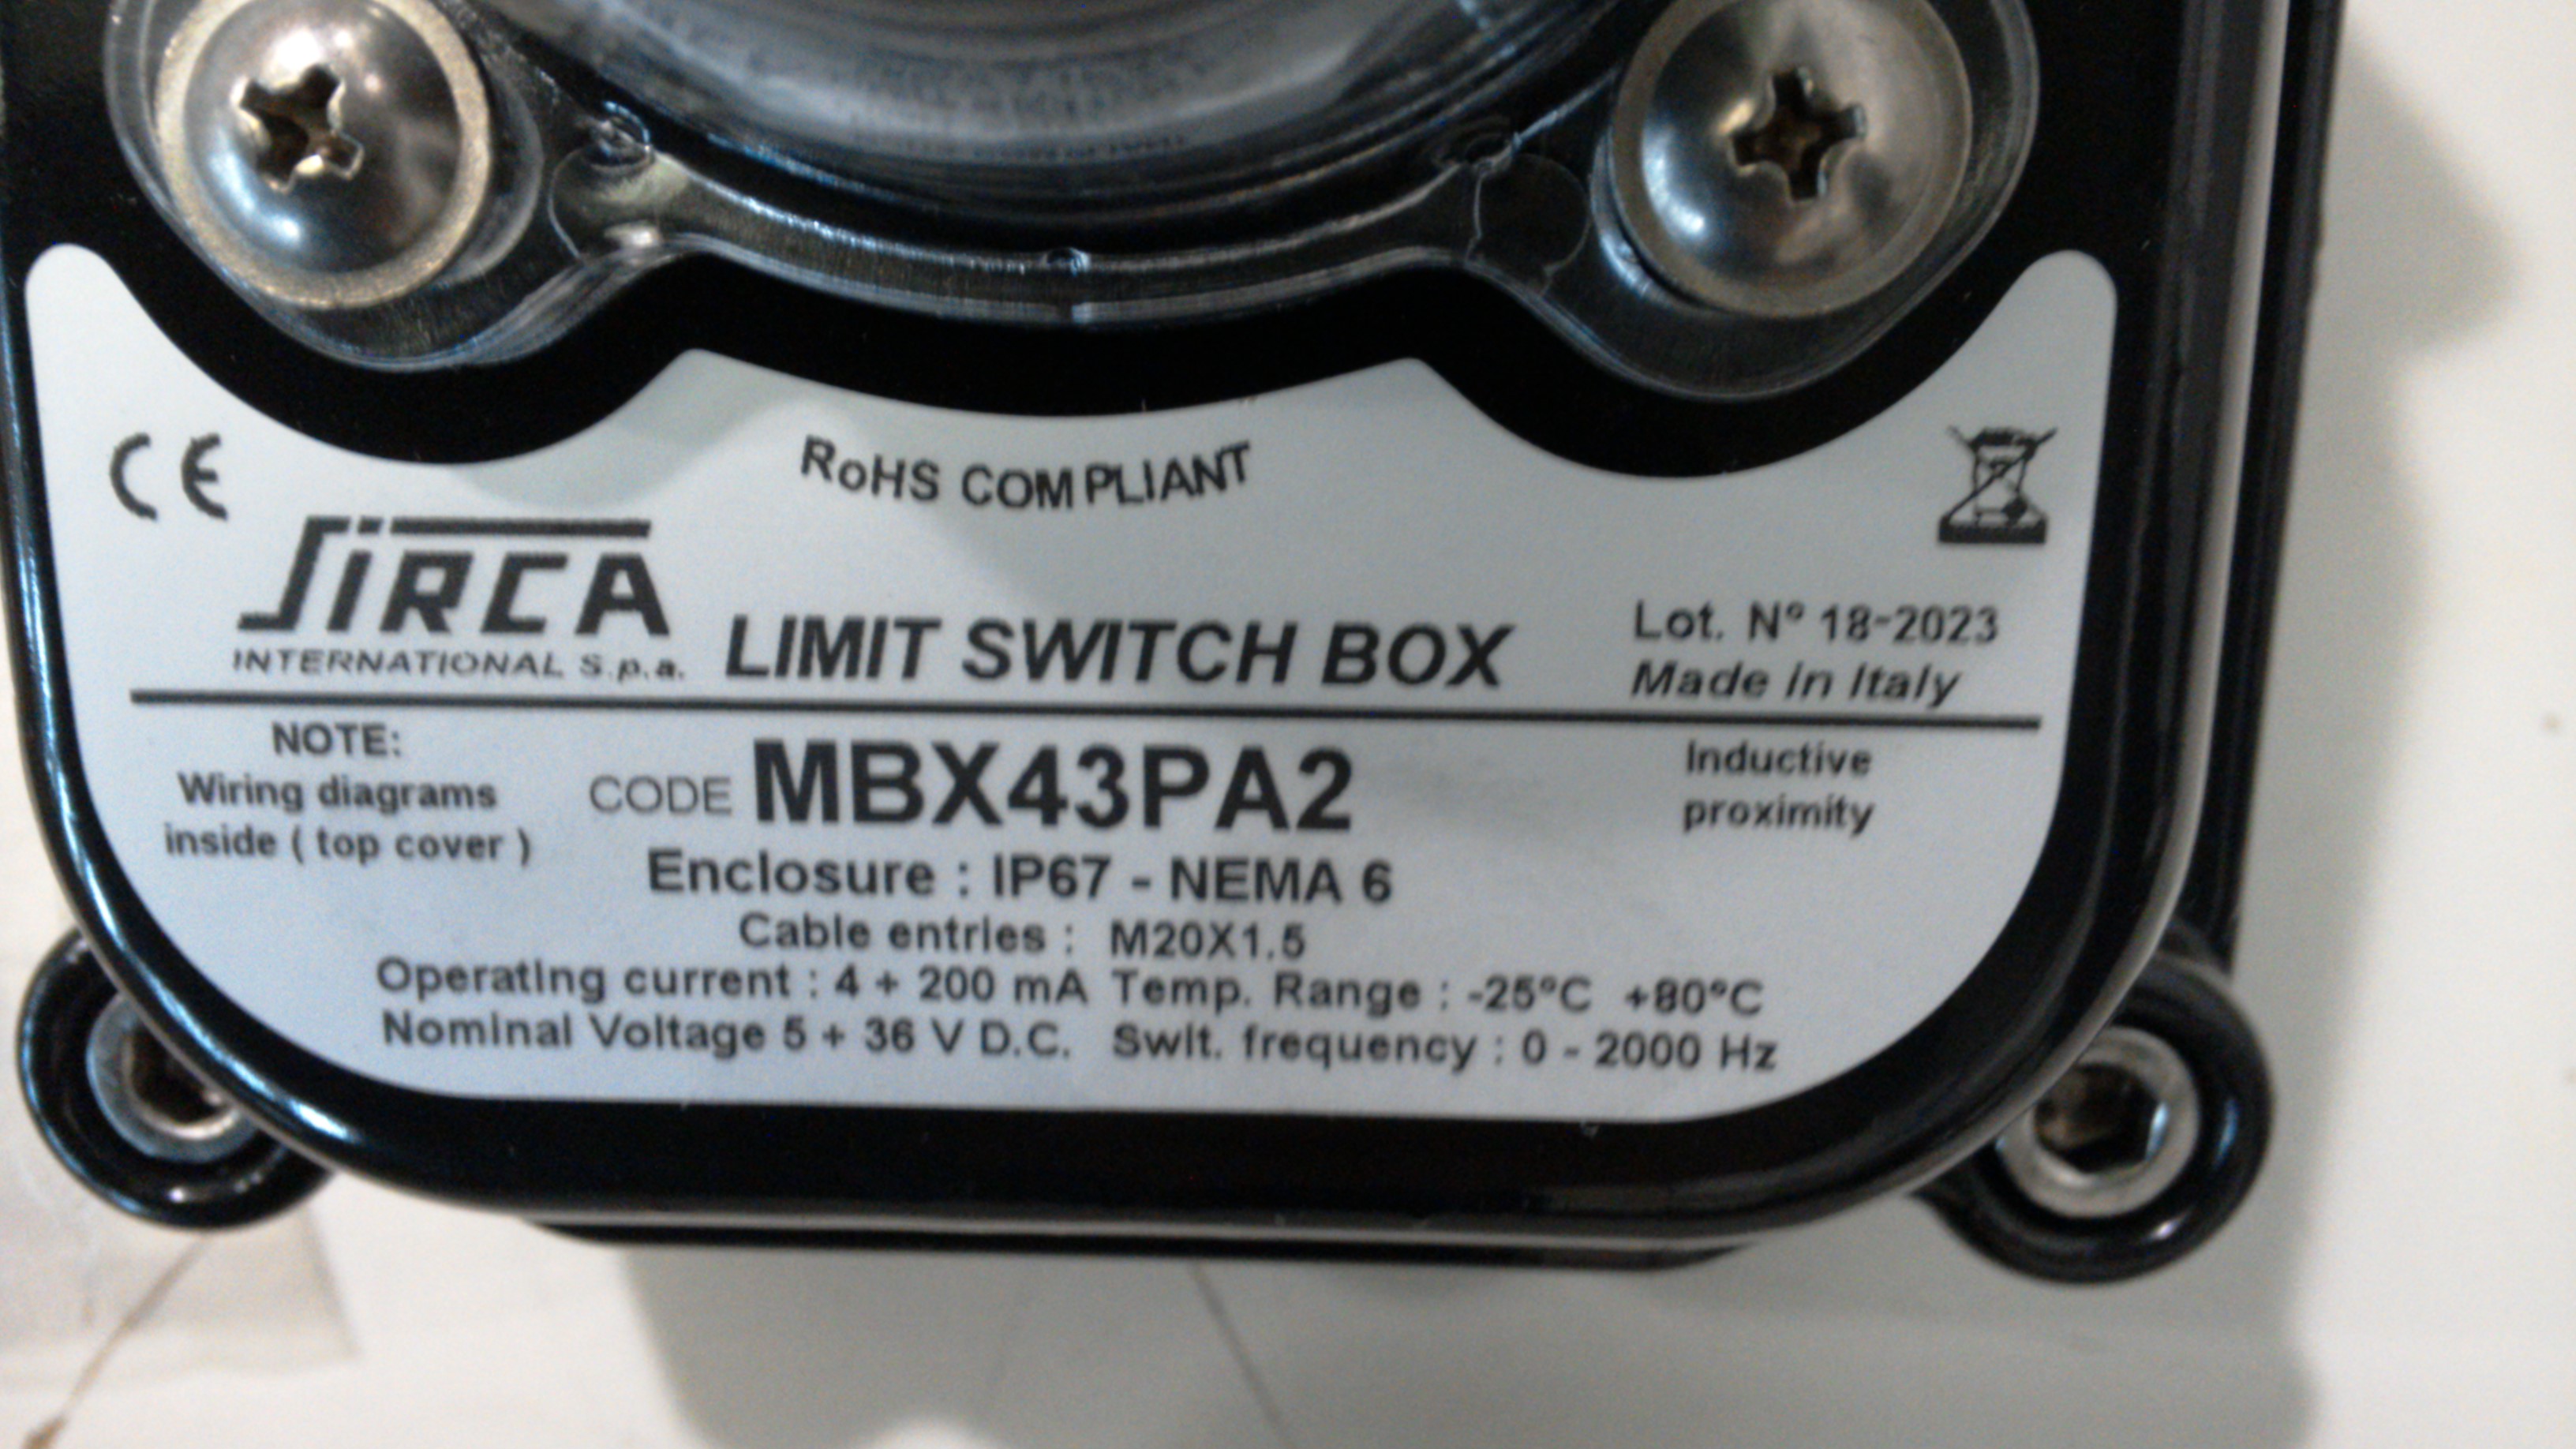 CE
RoHS COMPLIANT
SIRCA
INTERNATIONAL S.p.a.
LIMIT SWITCH BOX
Lot. N° 18-2023
Made in Italy
NOTE:
Wiring diagrams
inside ( top cover )
CODE MBX43PA2
Inductive
proximity
Enclosure : IP67 - NEMA 6
Cable entries : M20X1.5
Operating current : 4 ÷ 200 mA Temp. Range : -25°C +80°C
Nominal Voltage 5 ÷ 36 V D.C. Swit. frequency : 0 - 2000 Hz